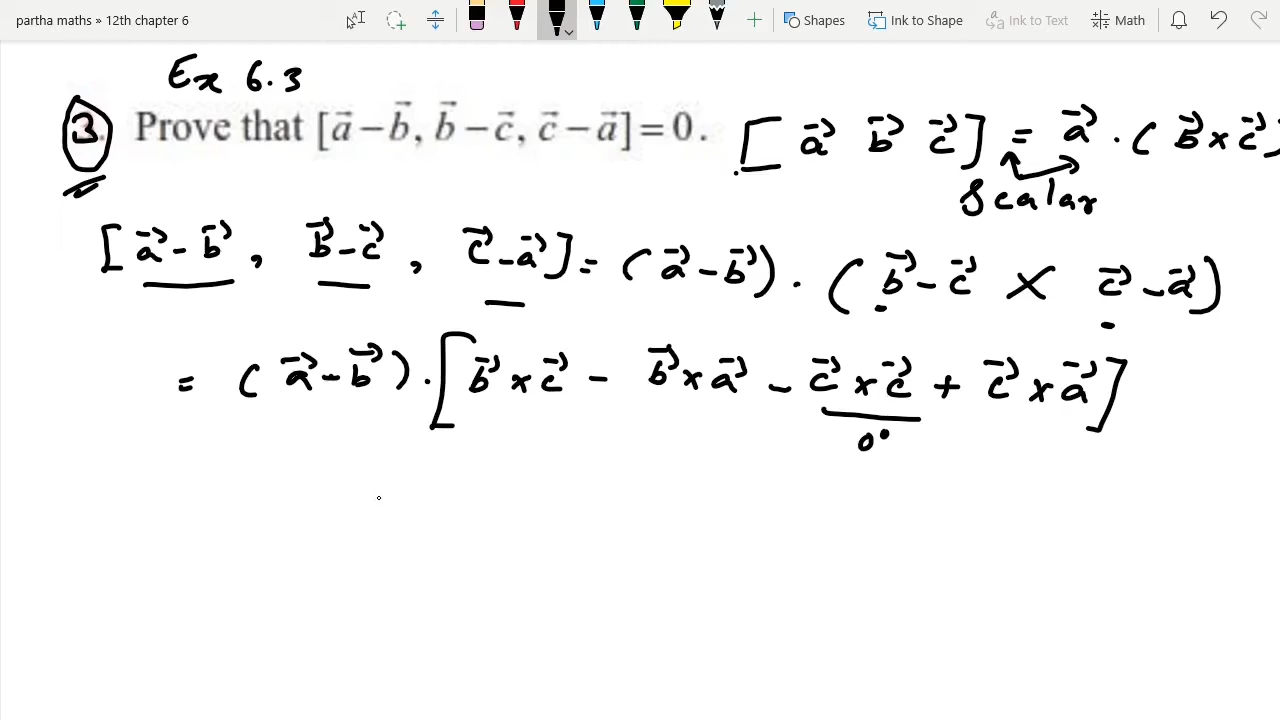 partha maths » 12th chapter 6
Shapes Ink to Shape Ink to Text Math
Ex 6.3
3. Prove that [a⃗ − b⃗, b⃗ − c⃗, c⃗ − a⃗] = 0.
[a⃗ b⃗ c⃗] = a⃗ · (b⃗ × c⃗)
Scalar
[a⃗ − b⃗, b⃗ − c⃗, c⃗ − a⃗] = (a⃗ − b⃗) · (b⃗ − c⃗ × c⃗ − a⃗)
= (a⃗ − b⃗) · [b⃗ × c⃗ − b⃗ × a⃗ − c⃗ × c⃗ + c⃗ × a⃗]
0